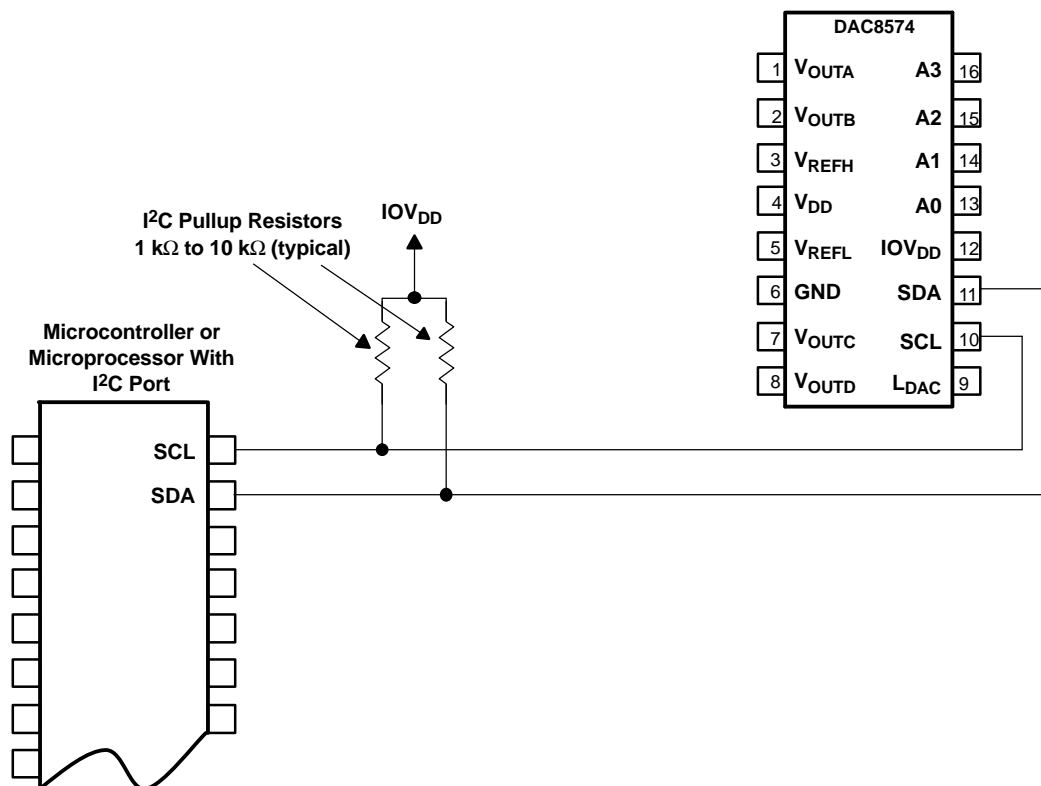 DAC8574
1 VOUTA A3 16
2 VOUTB A2 15
3 VREFH A1 14
4 VDD A0 13
5 VREFL IOVDD 12
6 GND SDA 11
7 VOUTC SCL 10
8 VOUTD LDAC 9
I2C Pullup Resistors
1 kΩ to 10 kΩ (typical)
IOVDD
Microcontroller or
Microprocessor With
I2C Port
SCL
SDA